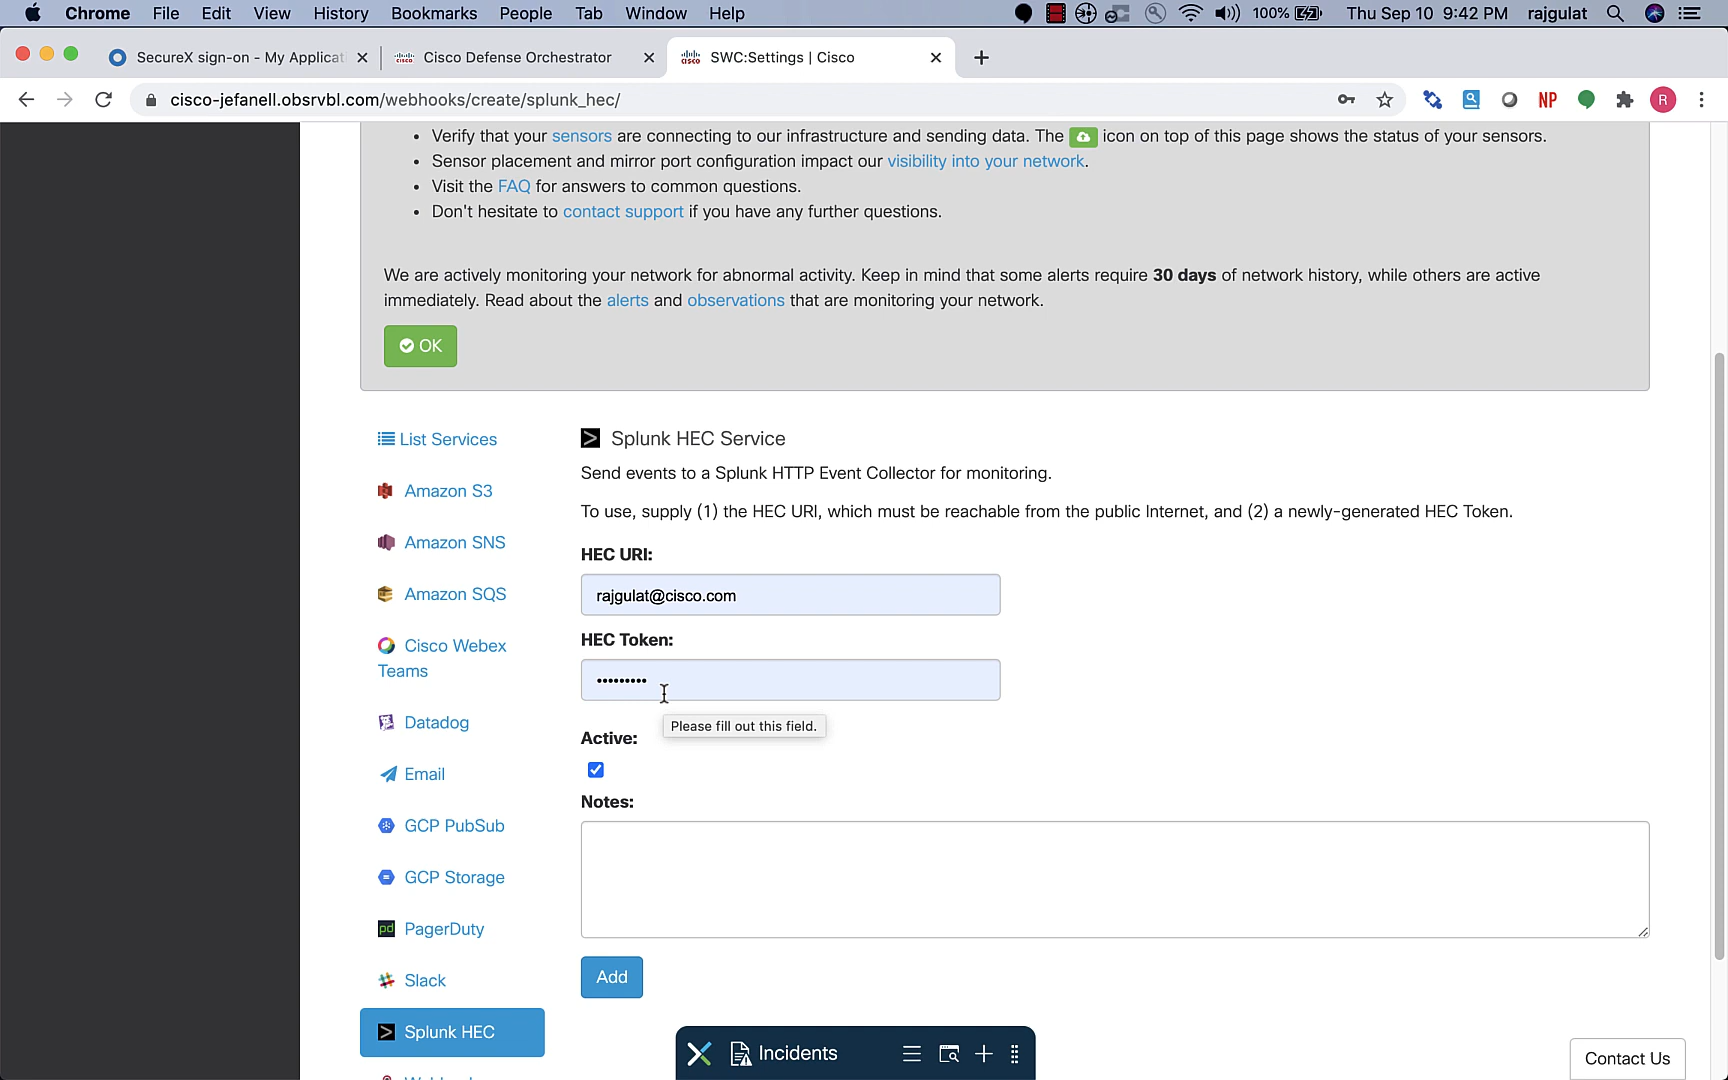 Chrome File Edit View History Bookmarks People Tab Window Help 100% Thu Sep 10 9:42 PM rajgulat
SecureX sign-on - My Applicati Cisco Defense Orchestrator SWC:Settings | Cisco
cisco-jefanell.obsrvbl.com/webhooks/create/splunk_hec/ NP R
• Verify that your sensors are connecting to our infrastructure and sending data. The icon on top of this page shows the status of your sensors.
• Sensor placement and mirror port configuration impact our visibility into your network.
• Visit the FAQ for answers to common questions.
• Don't hesitate to contact support if you have any further questions.
We are actively monitoring your network for abnormal activity. Keep in mind that some alerts require 30 days of network history, while others are active
immediately. Read about the alerts and observations that are monitoring your network.
OK
List Services
Amazon S3
Amazon SNS
Amazon SQS
Cisco Webex
Teams
Datadog
Email
GCP PubSub
GCP Storage
pd PagerDuty
Slack
Splunk HEC
Splunk HEC Service
Send events to a Splunk HTTP Event Collector for monitoring.
To use, supply (1) the HEC URI, which must be reachable from the public Internet, and (2) a newly-generated HEC Token.
HEC URI:
rajgulat@cisco.com
HEC Token:
•••••••••
Please fill out this field.
Active:
Notes:
Add
Incidents
Contact Us